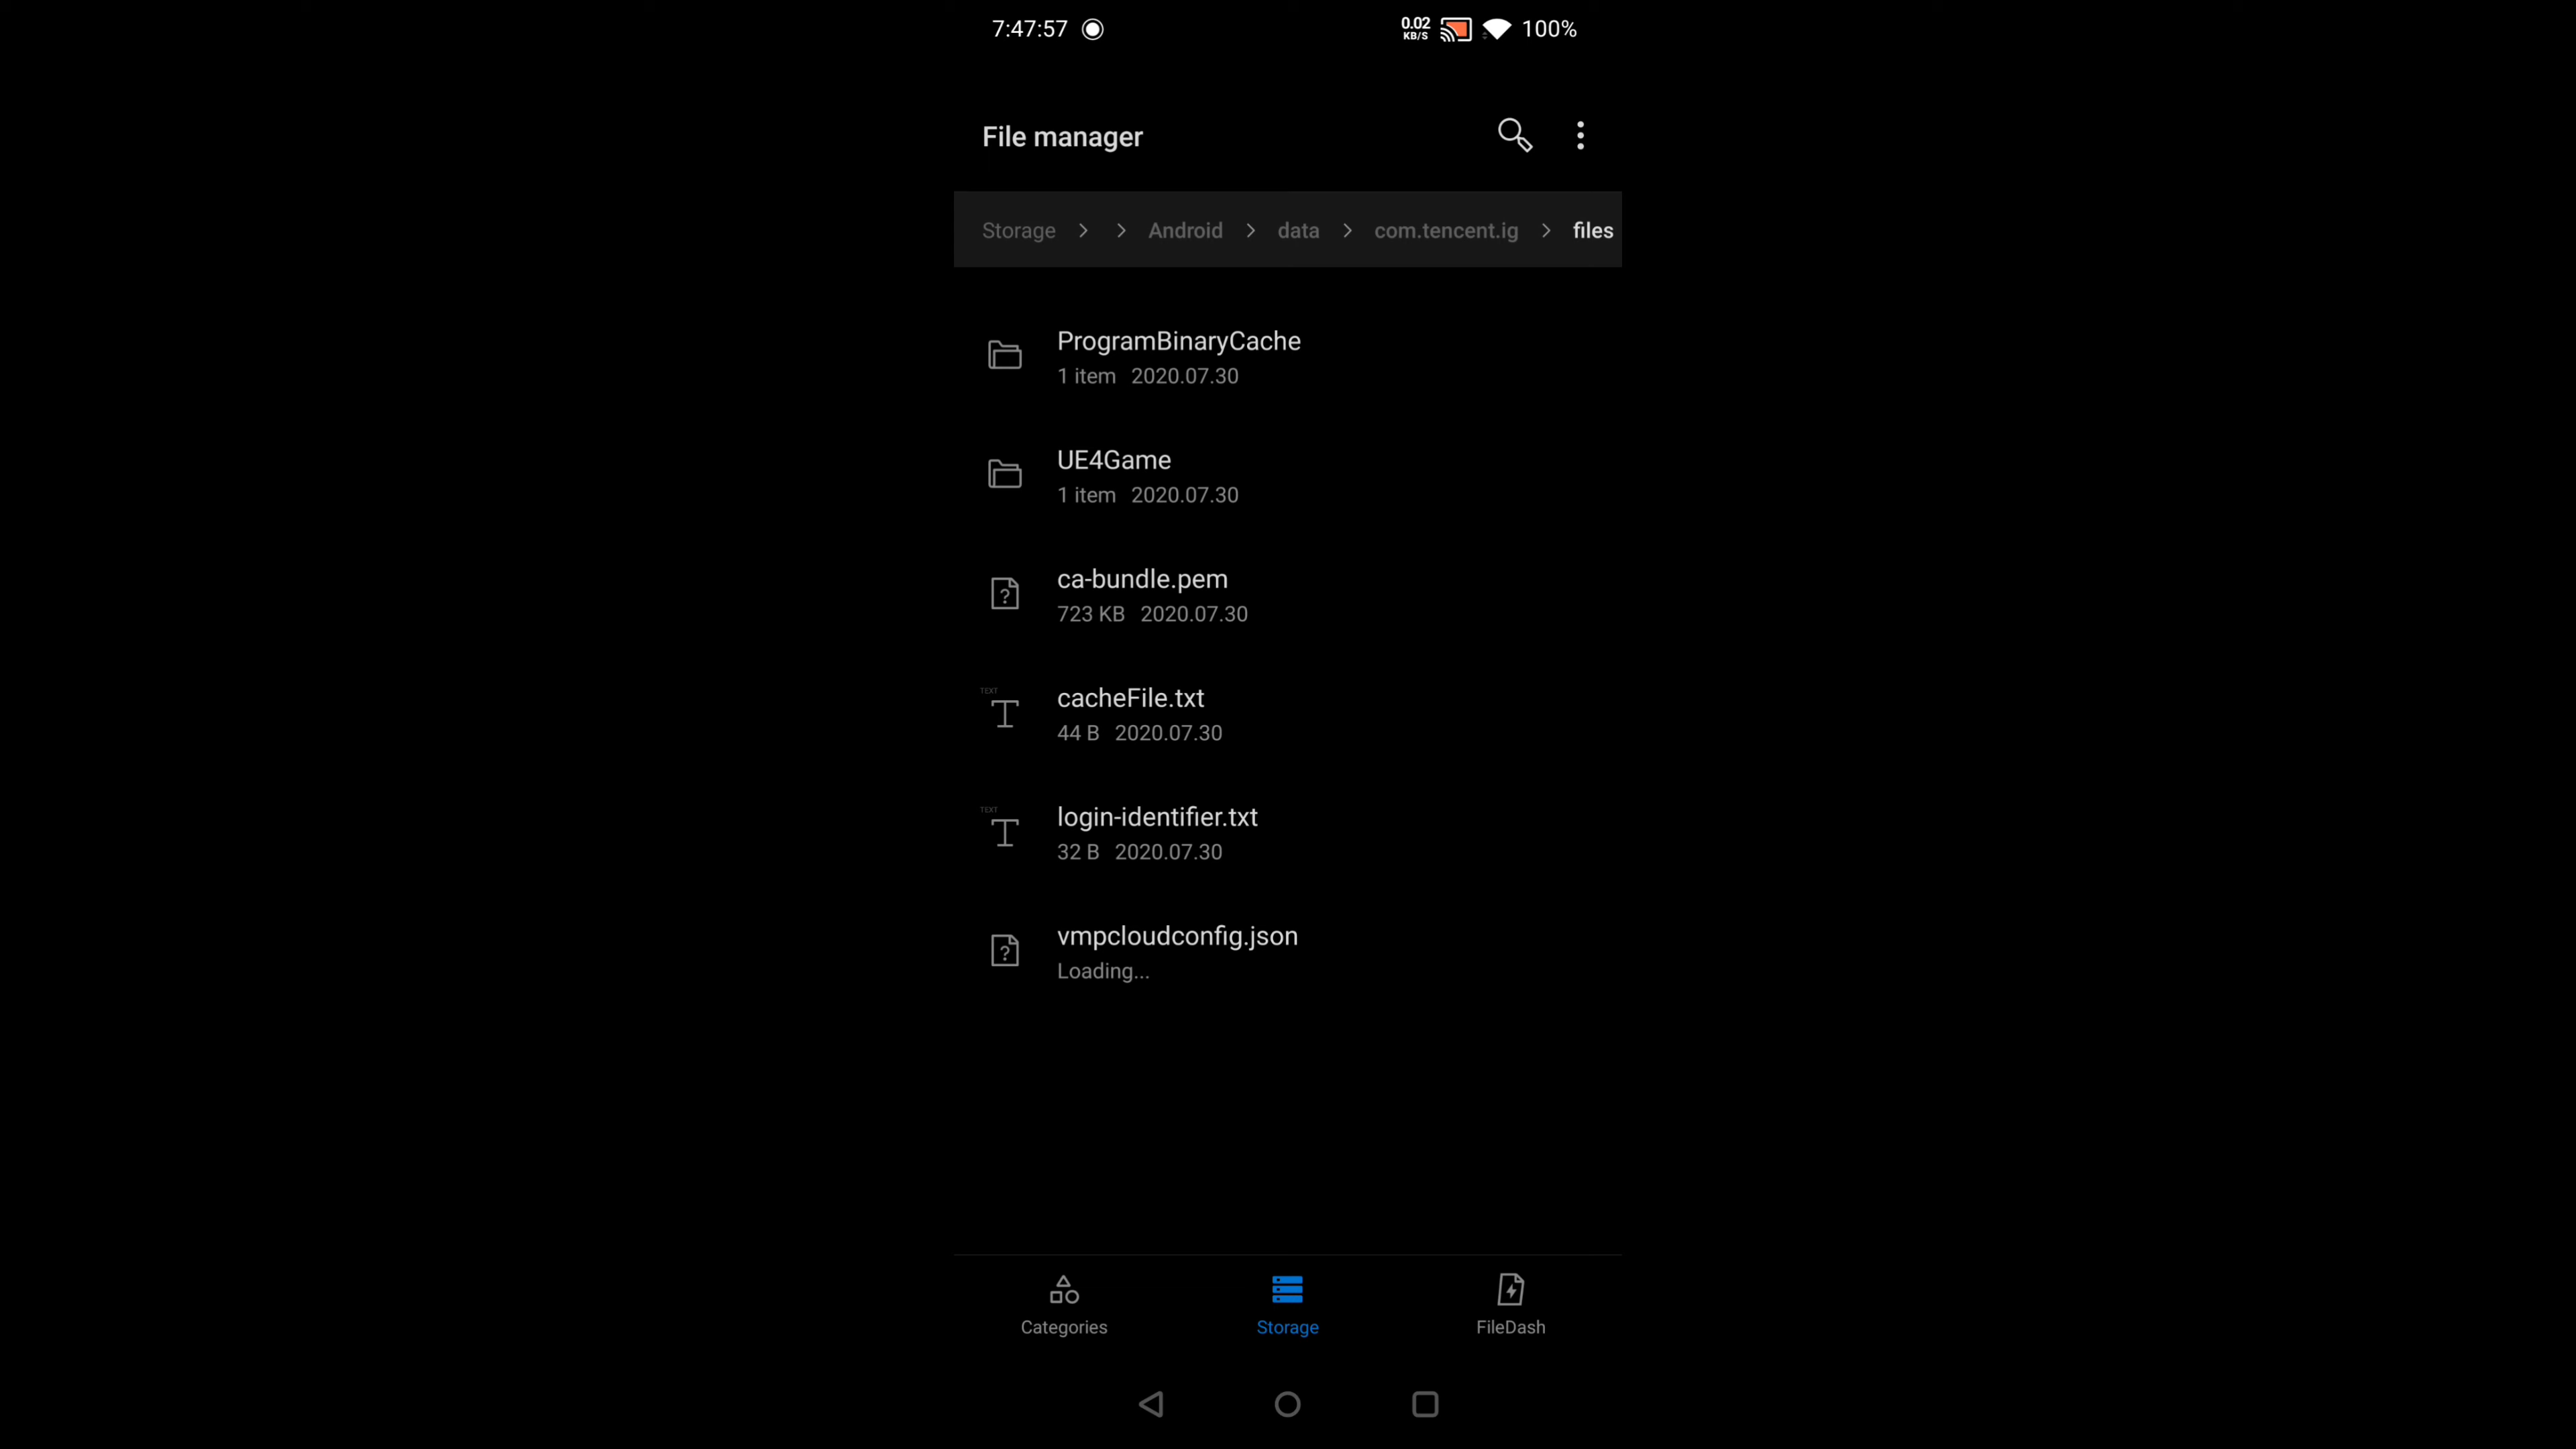 7:47:57 0.02 KB/S 100%
File manager
Storage Android data com.tencent.ig files
ProgramBinaryCache
1 item 2020.07.30
UE4Game
1 item 2020.07.30
ca-bundle.pem
723 KB 2020.07.30
TEXT
cacheFile.txt
44 B 2020.07.30
TEXT
login-identifier.txt
32 B 2020.07.30
vmpcloudconfig.json
Loading...
Categories Storage FileDash